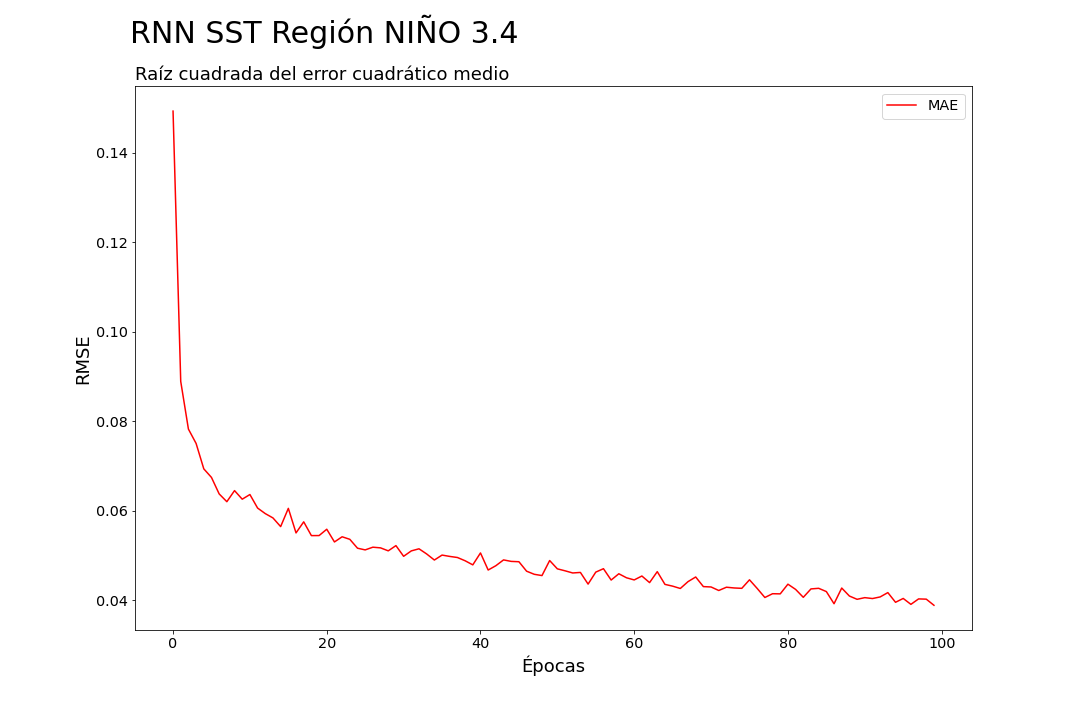 RNN SST Región NIÑO 3.4
Raíz cuadrada del error cuadrático medio
MAE
0.14
0.12
0.10
0.08
0.06
0.04
RMSE
0 20 40 60 80 100
Épocas